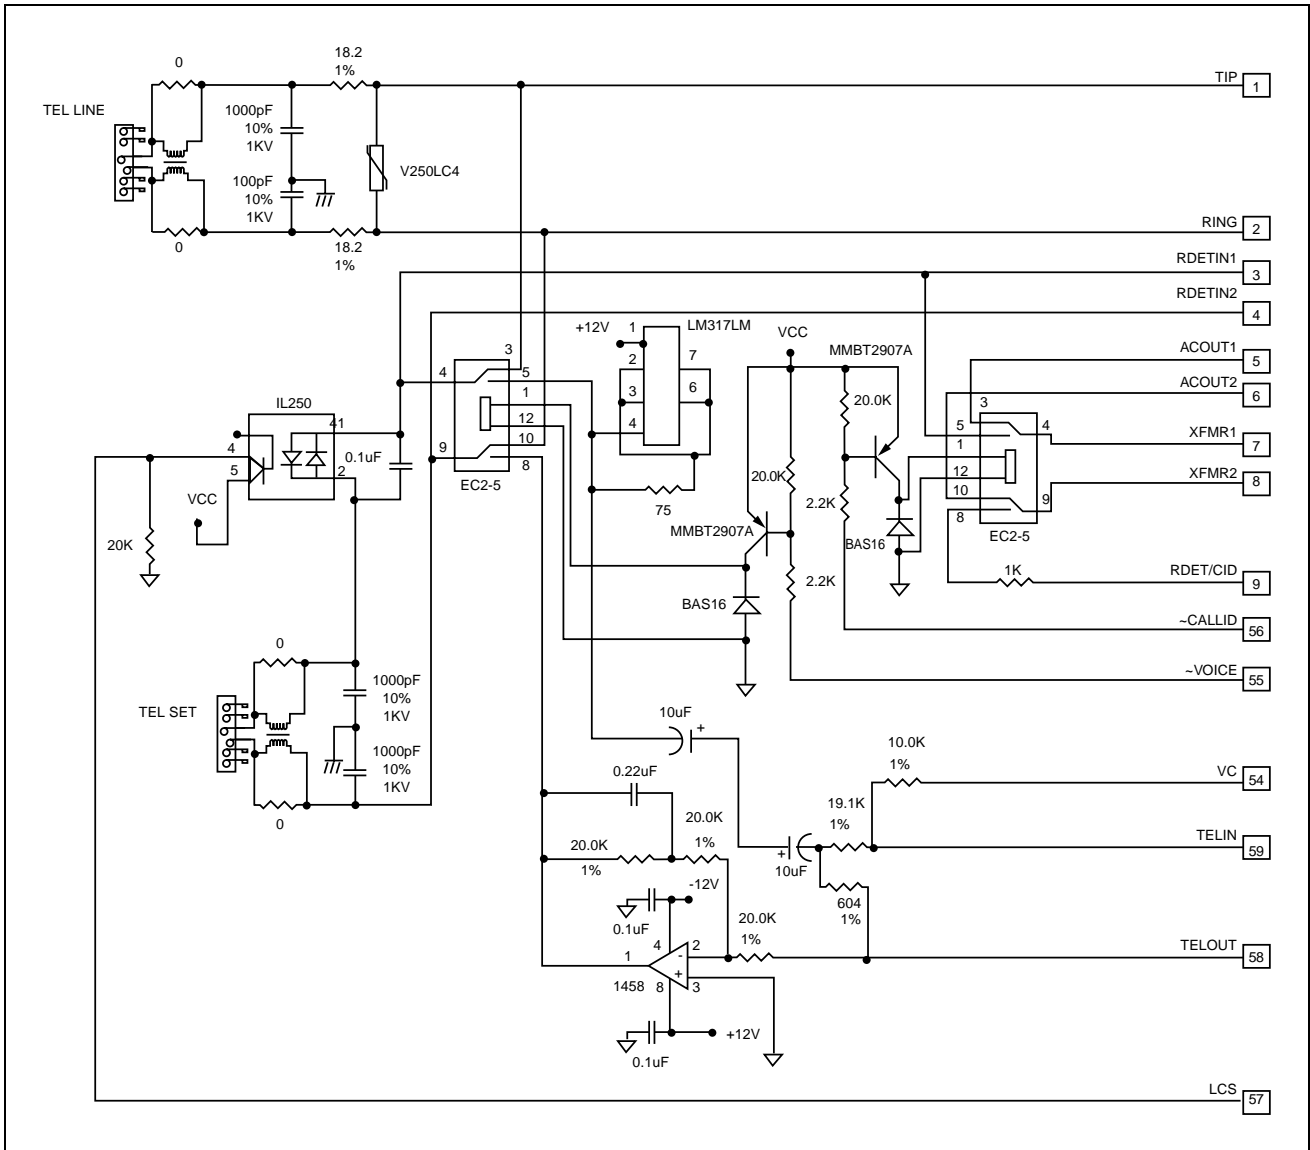 0
18.2
1%
TIP
1
TEL LINE
1000pF
10%
1KV
V250LC4
100pF
10%
1KV
RING
2
0
18.2
1%
RDETIN1
3
RDETIN2
4
+12V
1
LM317LM
VCC
MMBT2907A
ACOUT1
5
3
2
7
4
5
3
6
1
4
12
10
9
8
EC2-5
ACOUT2
6
20.0K
3
5
4
1
12
10
9
8
EC2-5
XFMR1
7
XFMR2
8
IL250
41
4
5
2
0.1uF
VCC
20K
20.0K
2.2K
75
MMBT2907A
BAS16
2.2K
BAS16
1K
RDET/CID
9
~CALLID
56
~VOICE
55
0
1000pF
10%
1KV
TEL SET
1000pF
10%
1KV
0
10uF
+
10.0K
1%
VC
54
0.22uF
19.1K
1%
20.0K
1%
20.0K
1%
TELIN
59
+
10uF
604
1%
-12V
0.1uF
20.0K
1%
4
2
1
-
+
1458
8
3
TELOUT
58
+12V
0.1uF
LCS
57